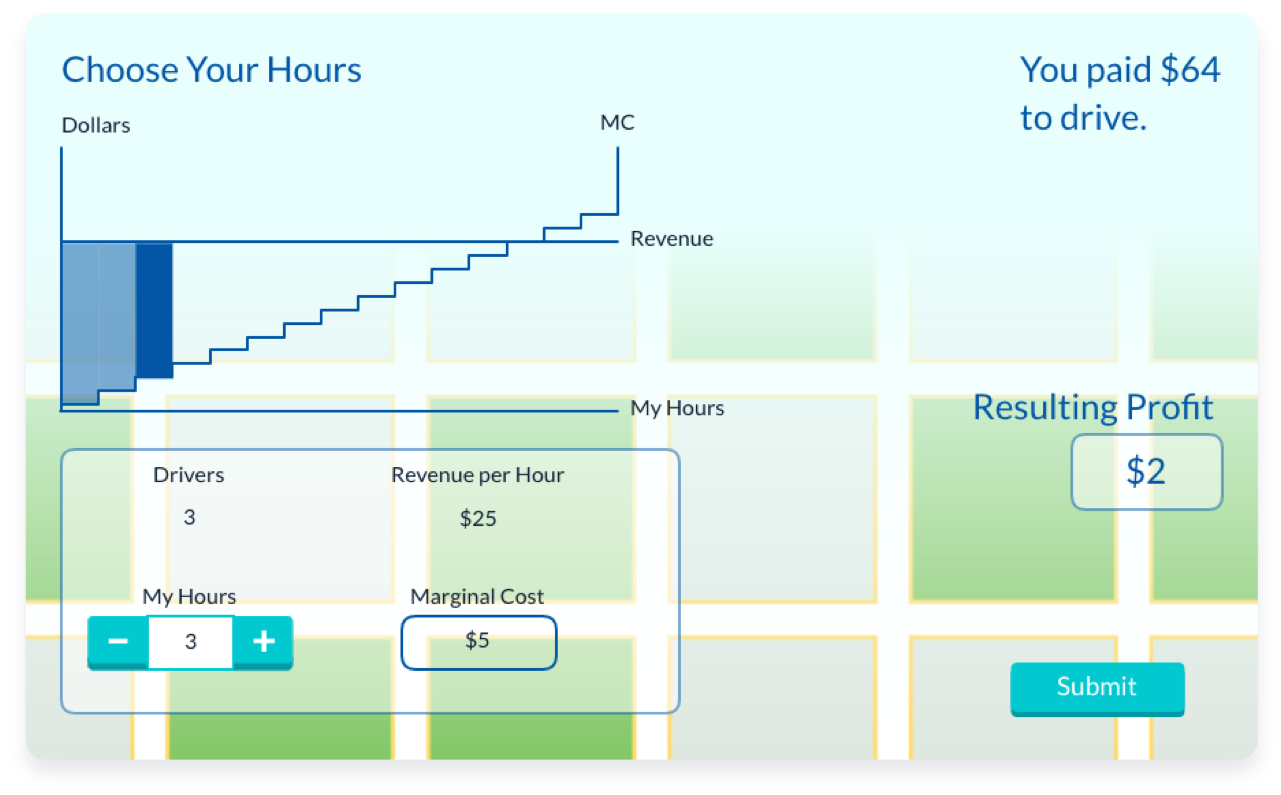 Choose Your Hours
You paid $64
to drive.
Dollars
MC
Revenue
My Hours
Resulting Profit
$2
Drivers
Revenue per Hour
3
$25
My Hours
Marginal Cost
− 3 +
$5
Submit